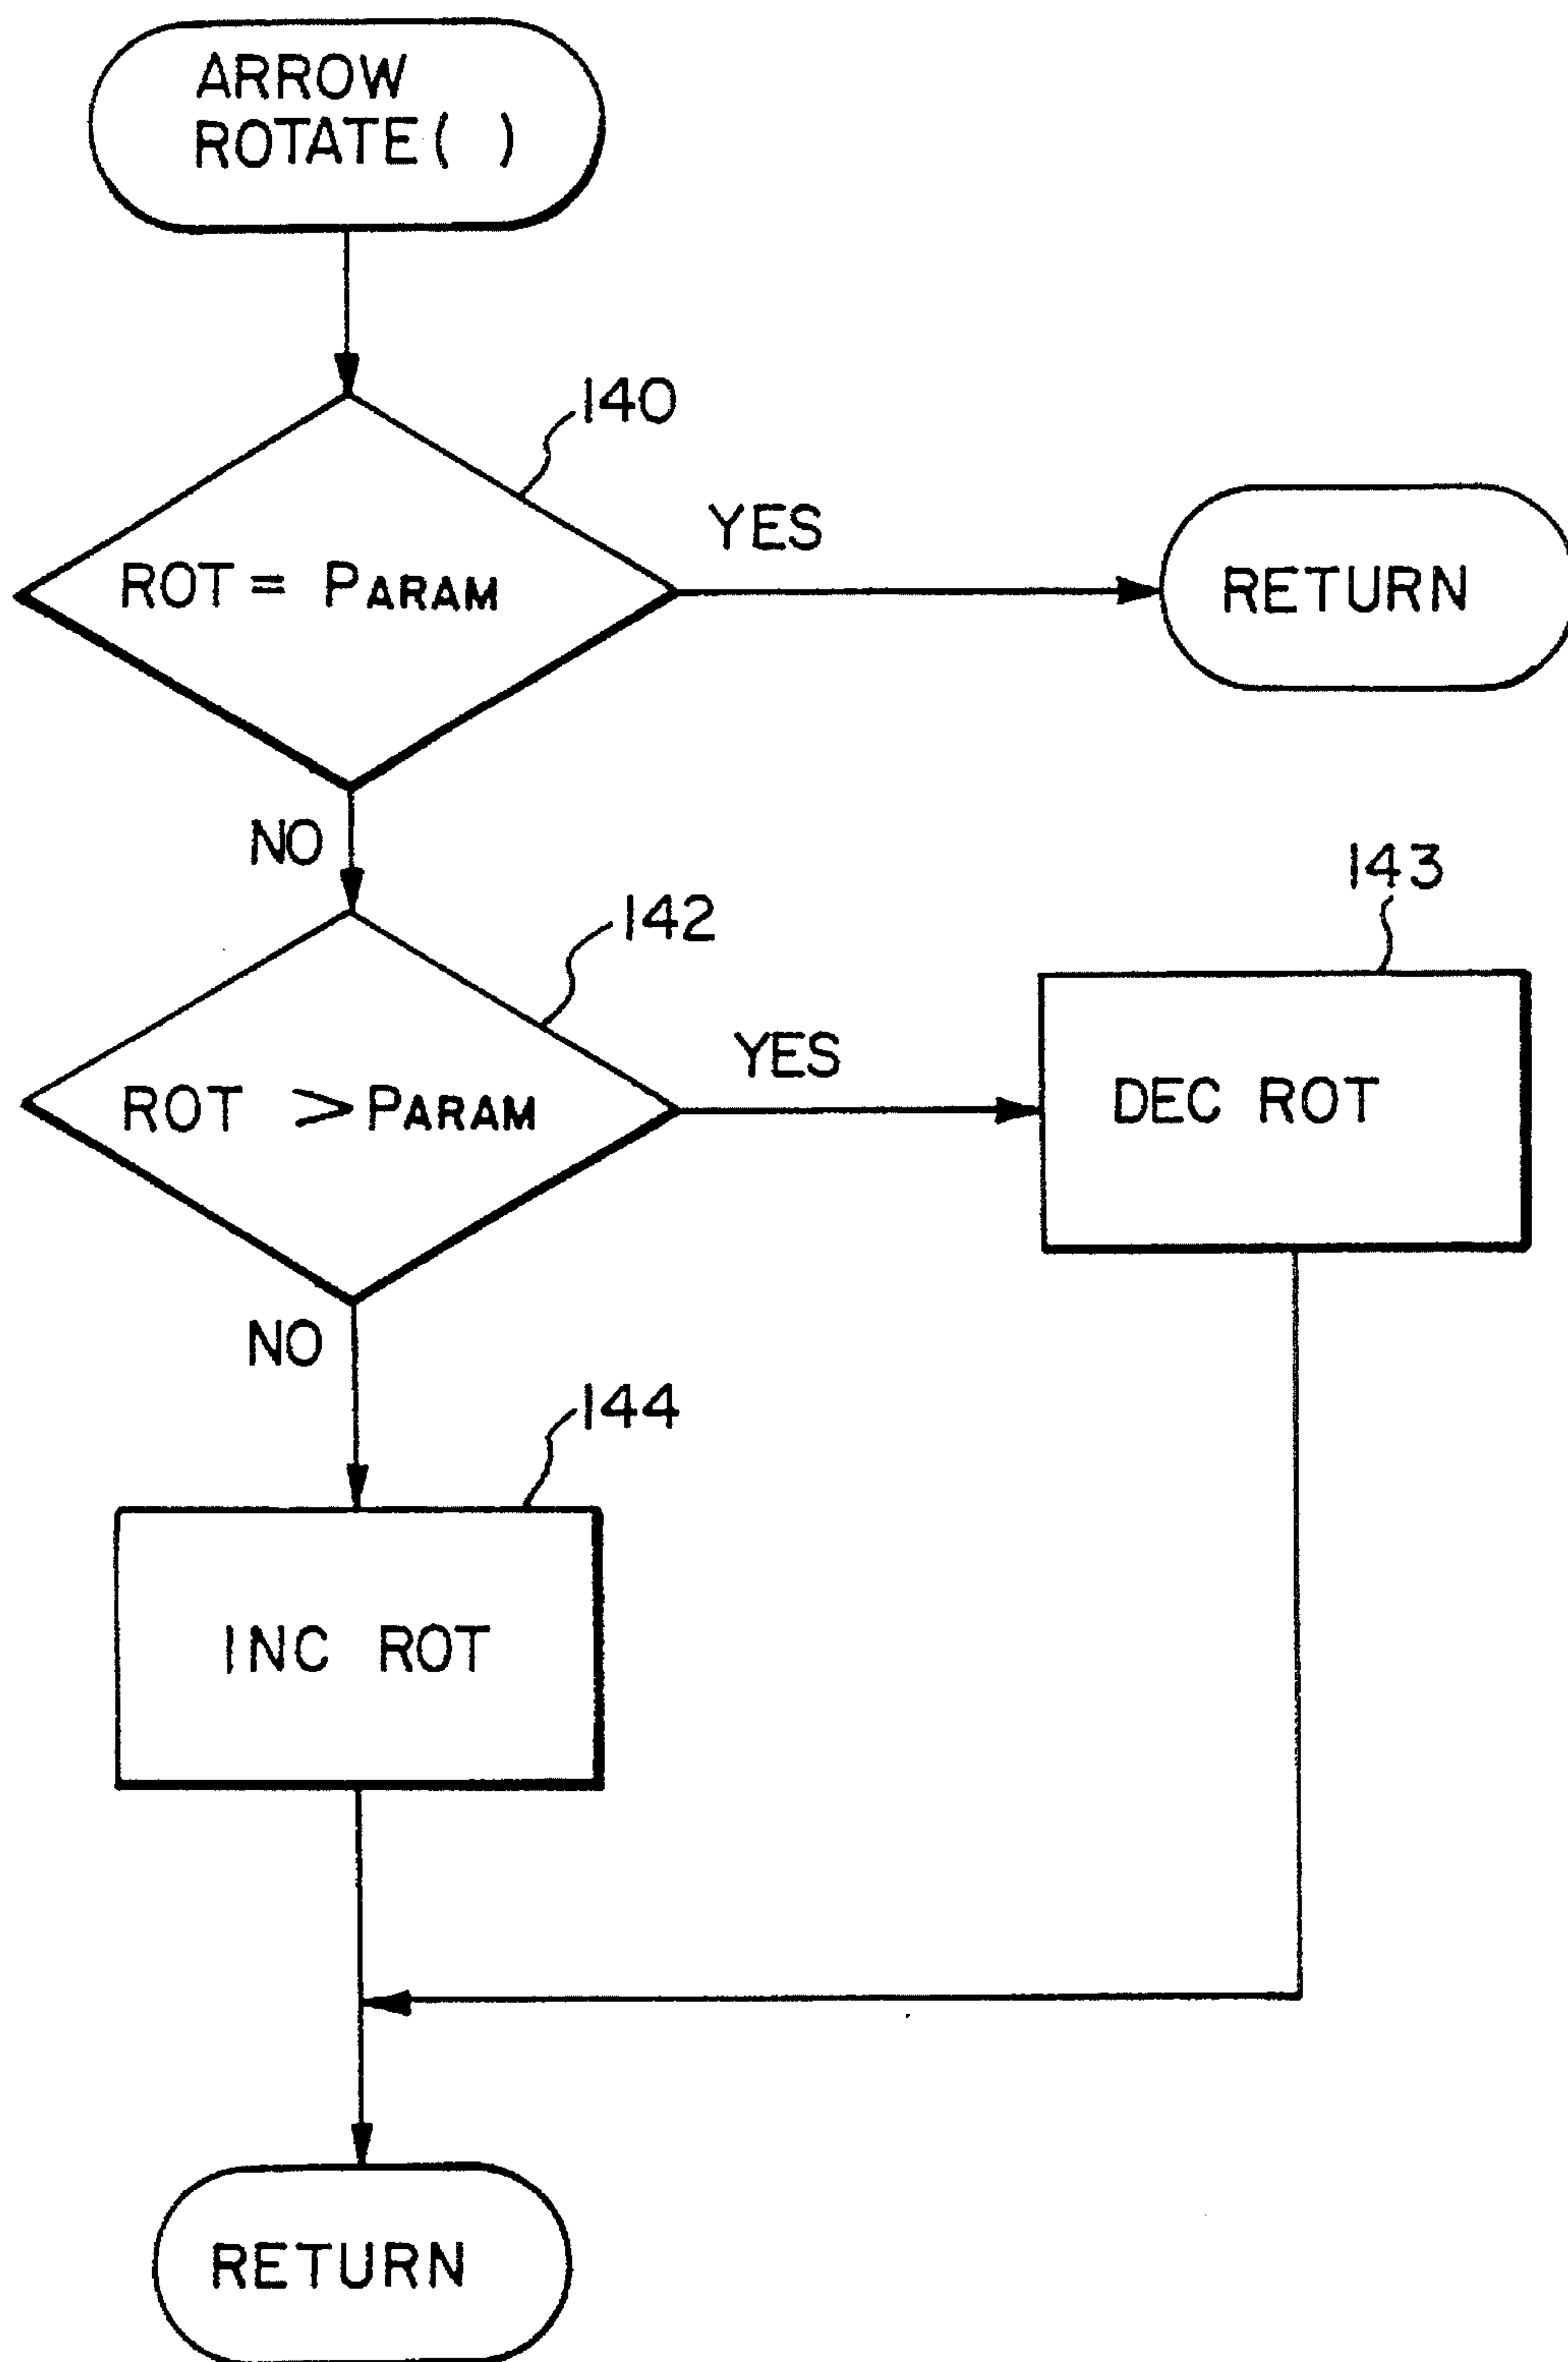 ARROW
ROTATE( )
140
YES
ROT = PARAM
RETURN
NO
143
142
YES
ROT > PARAM
DEC ROT
NO
144
INC ROT
RETURN